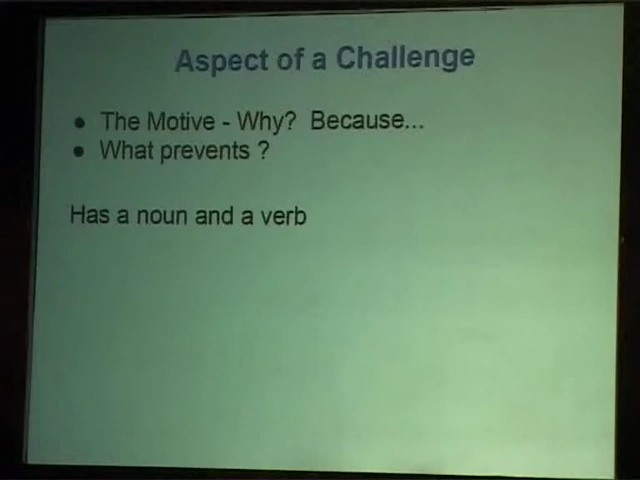 Aspect of a Challenge
• The Motive - Why? Because...
• What prevents ?
Has a noun and a verb